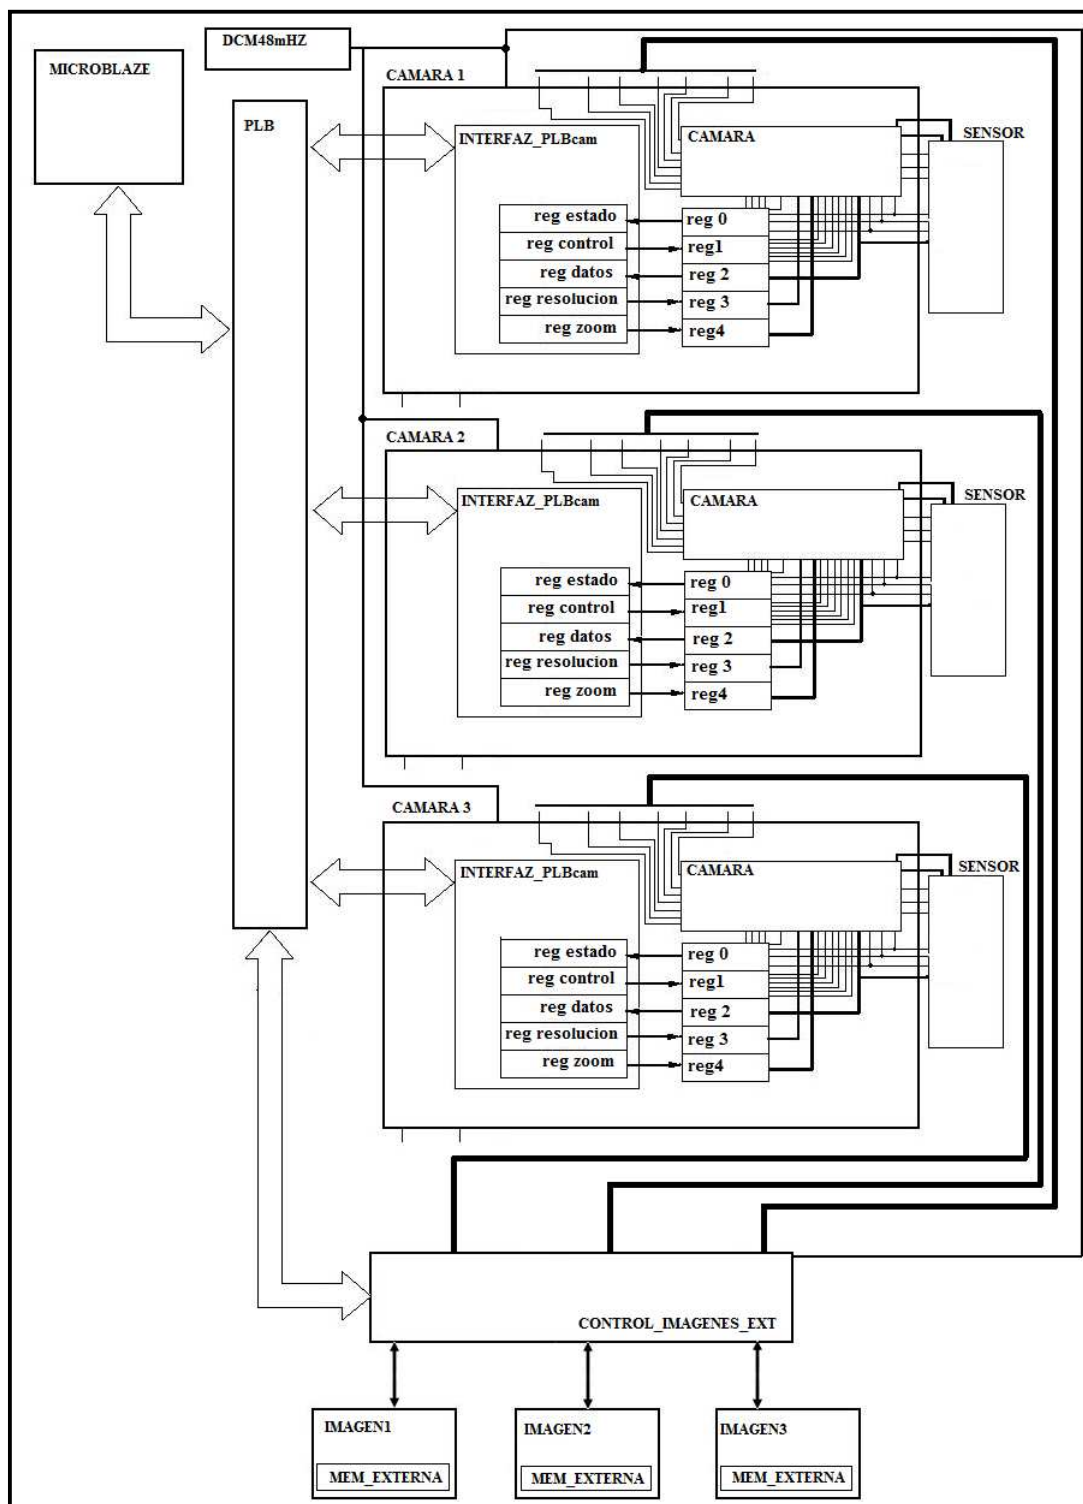 DCM48mHZ
MICROBLAZE
PLB
CAMARA 1
INTERFAZ_PLBcam
CAMARA
SENSOR
reg estado
reg control
reg datos
reg resolucion
reg zoom
reg 0
reg1
reg 2
reg 3
reg4
CAMARA 2
INTERFAZ_PLBcam
CAMARA
SENSOR
reg estado
reg control
reg datos
reg resolucion
reg zoom
reg 0
reg1
reg 2
reg 3
reg4
CAMARA 3
INTERFAZ_PLBcam
CAMARA
SENSOR
reg estado
reg control
reg datos
reg resolucion
reg zoom
reg 0
reg1
reg 2
reg 3
reg4
CONTROL_IMAGENES_EXT
IMAGEN1
MEM_EXTERNA
IMAGEN2
MEM_EXTERNA
IMAGEN3
MEM_EXTERNA